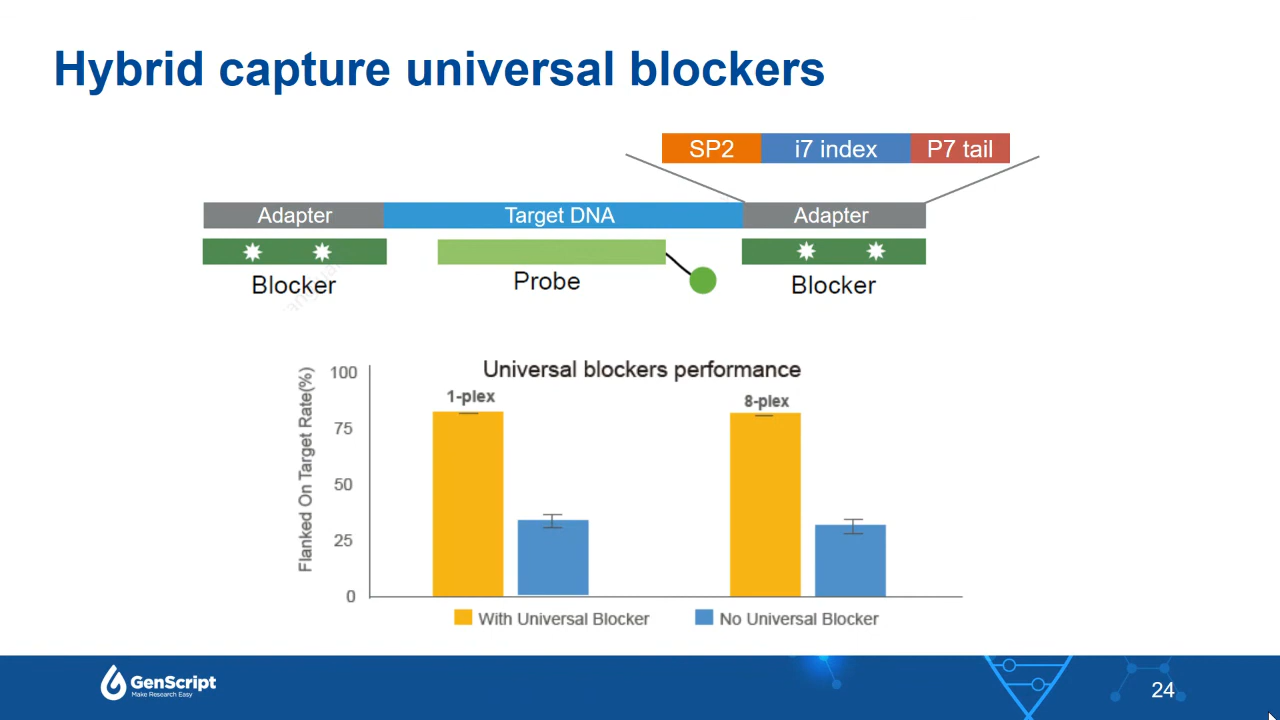 Hybrid capture universal blockers
SP2 i7 index P7 tail
Adapter Target DNA Adapter
Blocker Probe Blocker
Universal blockers performance
Flanked On Target Rate(%)
100
75
50
25
0
1-plex
8-plex
With Universal Blocker No Universal Blocker
GenScript
Make Research Easy
24